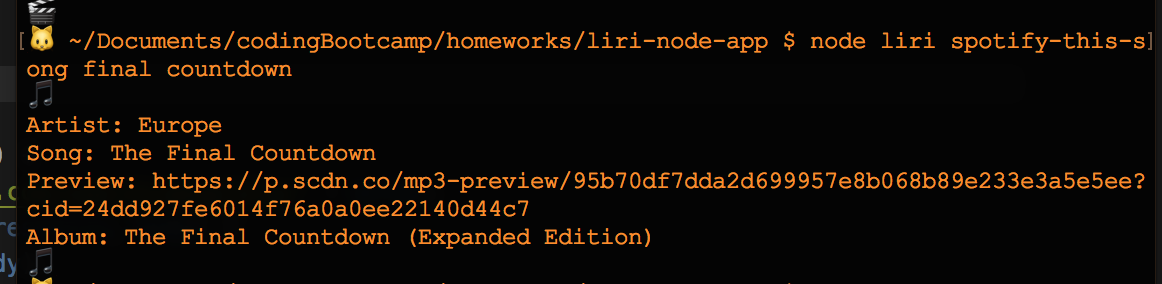 [🐱 ~/Documents/codingBootcamp/homeworks/liri-node-app $ node liri spotify-this-s]
ong final countdown
Artist: Europe
Song: The Final Countdown
Preview: https://p.scdn.co/mp3-preview/95b70df7dda2d699957e8b068b89e233e3a5e5ee?
cid=24dd927fe6014f76a0a0ee22140d44c7
Album: The Final Countdown (Expanded Edition)